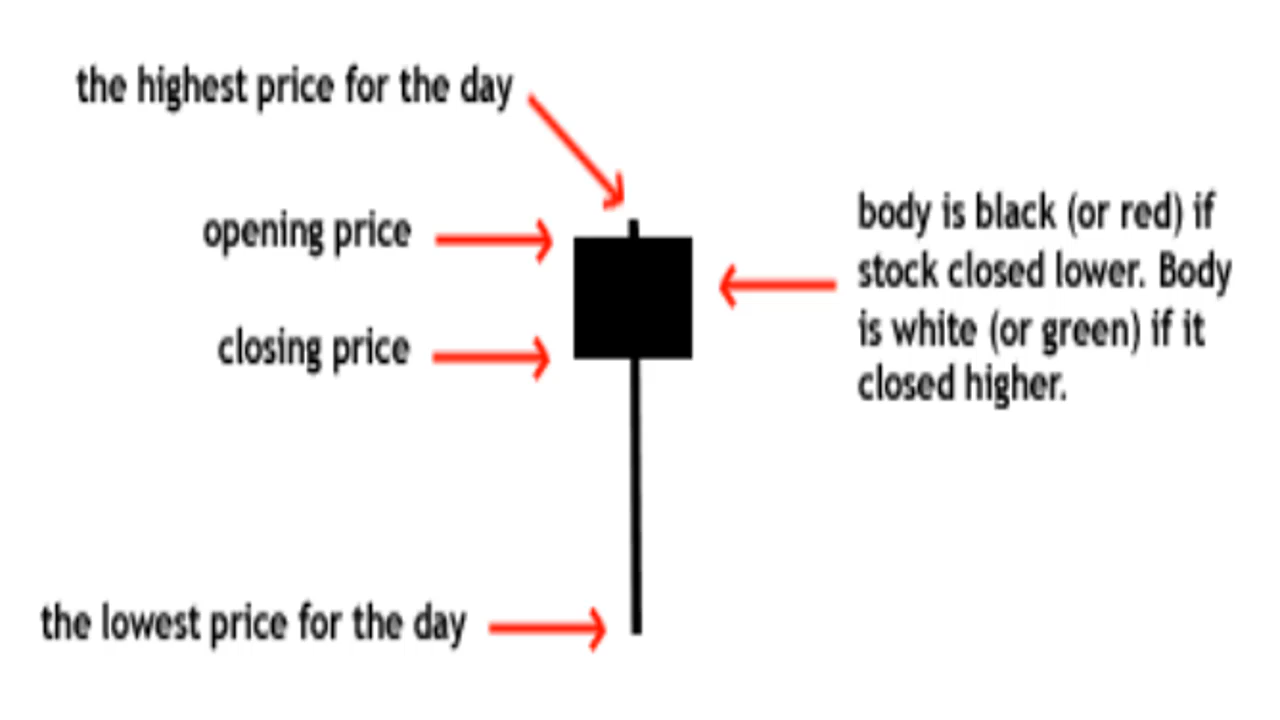 the highest price for the day
opening price
closing price
the lowest price for the day
body is black (or red) if
stock closed lower. Body
is white (or green) if it
closed higher.